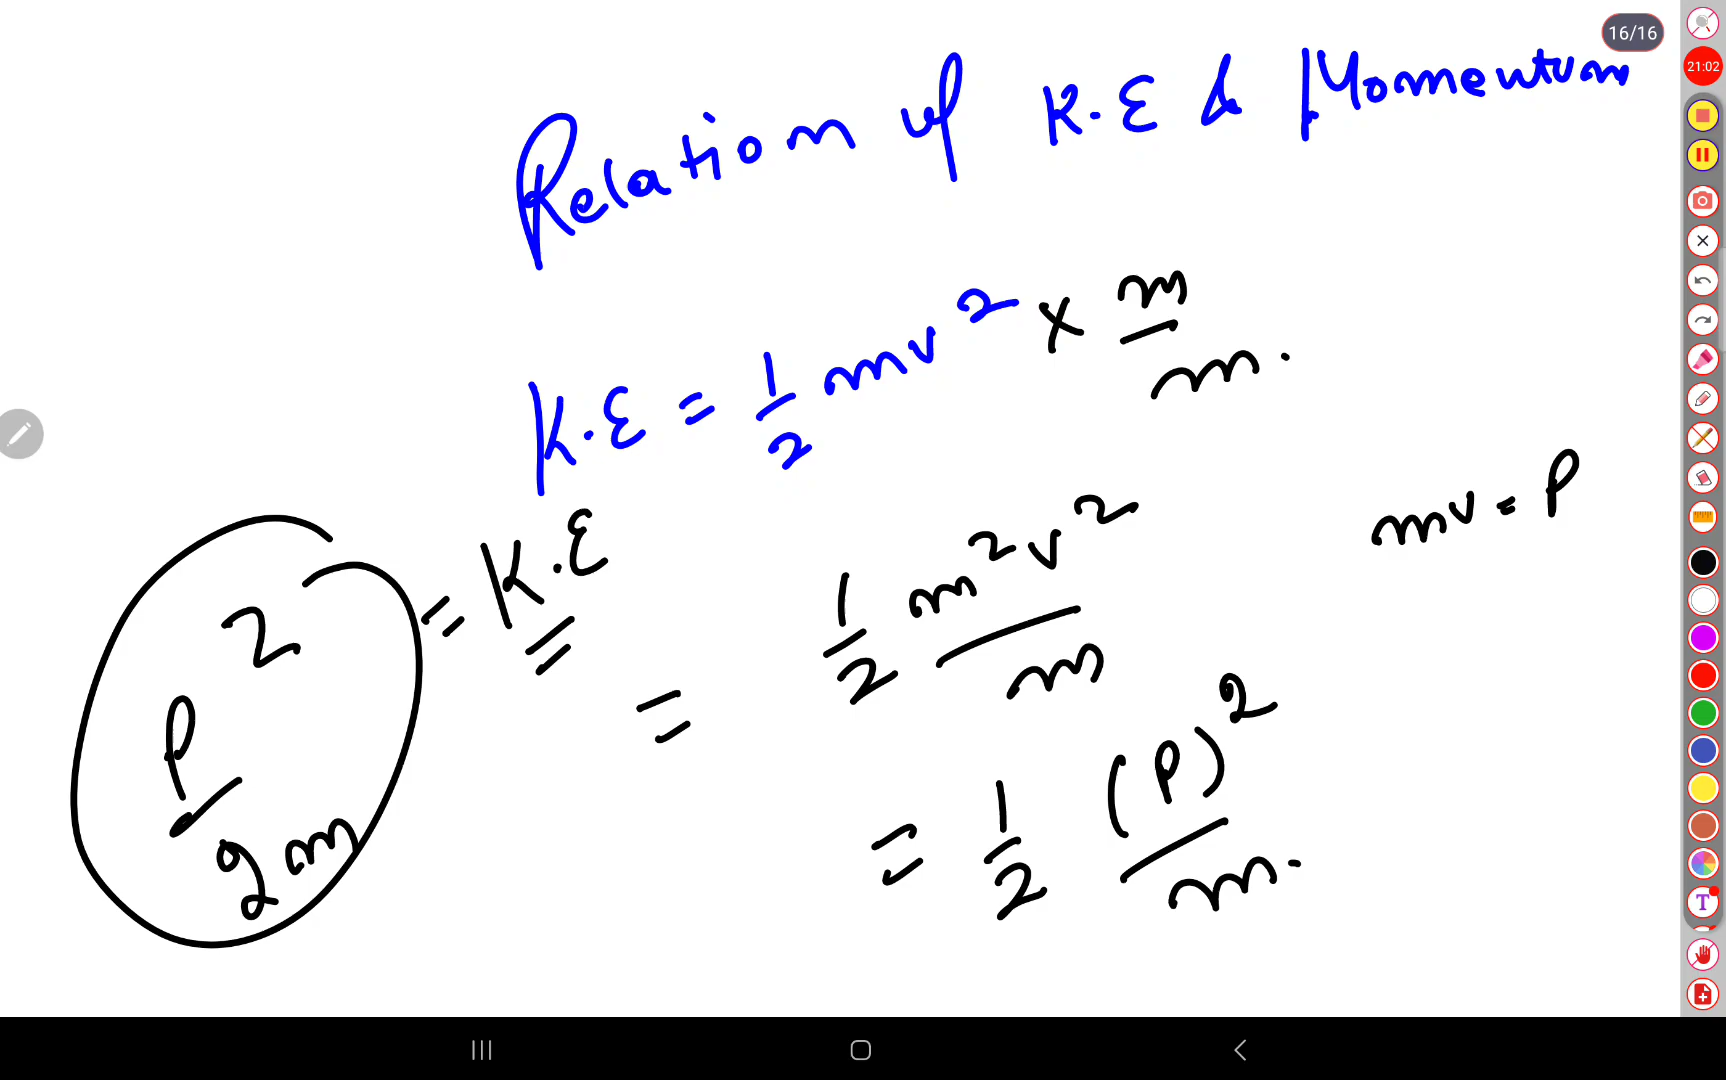 16/16
21:02
Relation of K.E & Momentum
K.E = 1/2 mv² × m/m.
mv = P
P²/2m = K.E
= 1/2 m²v²/m
= 1/2 (P)²/m.
T